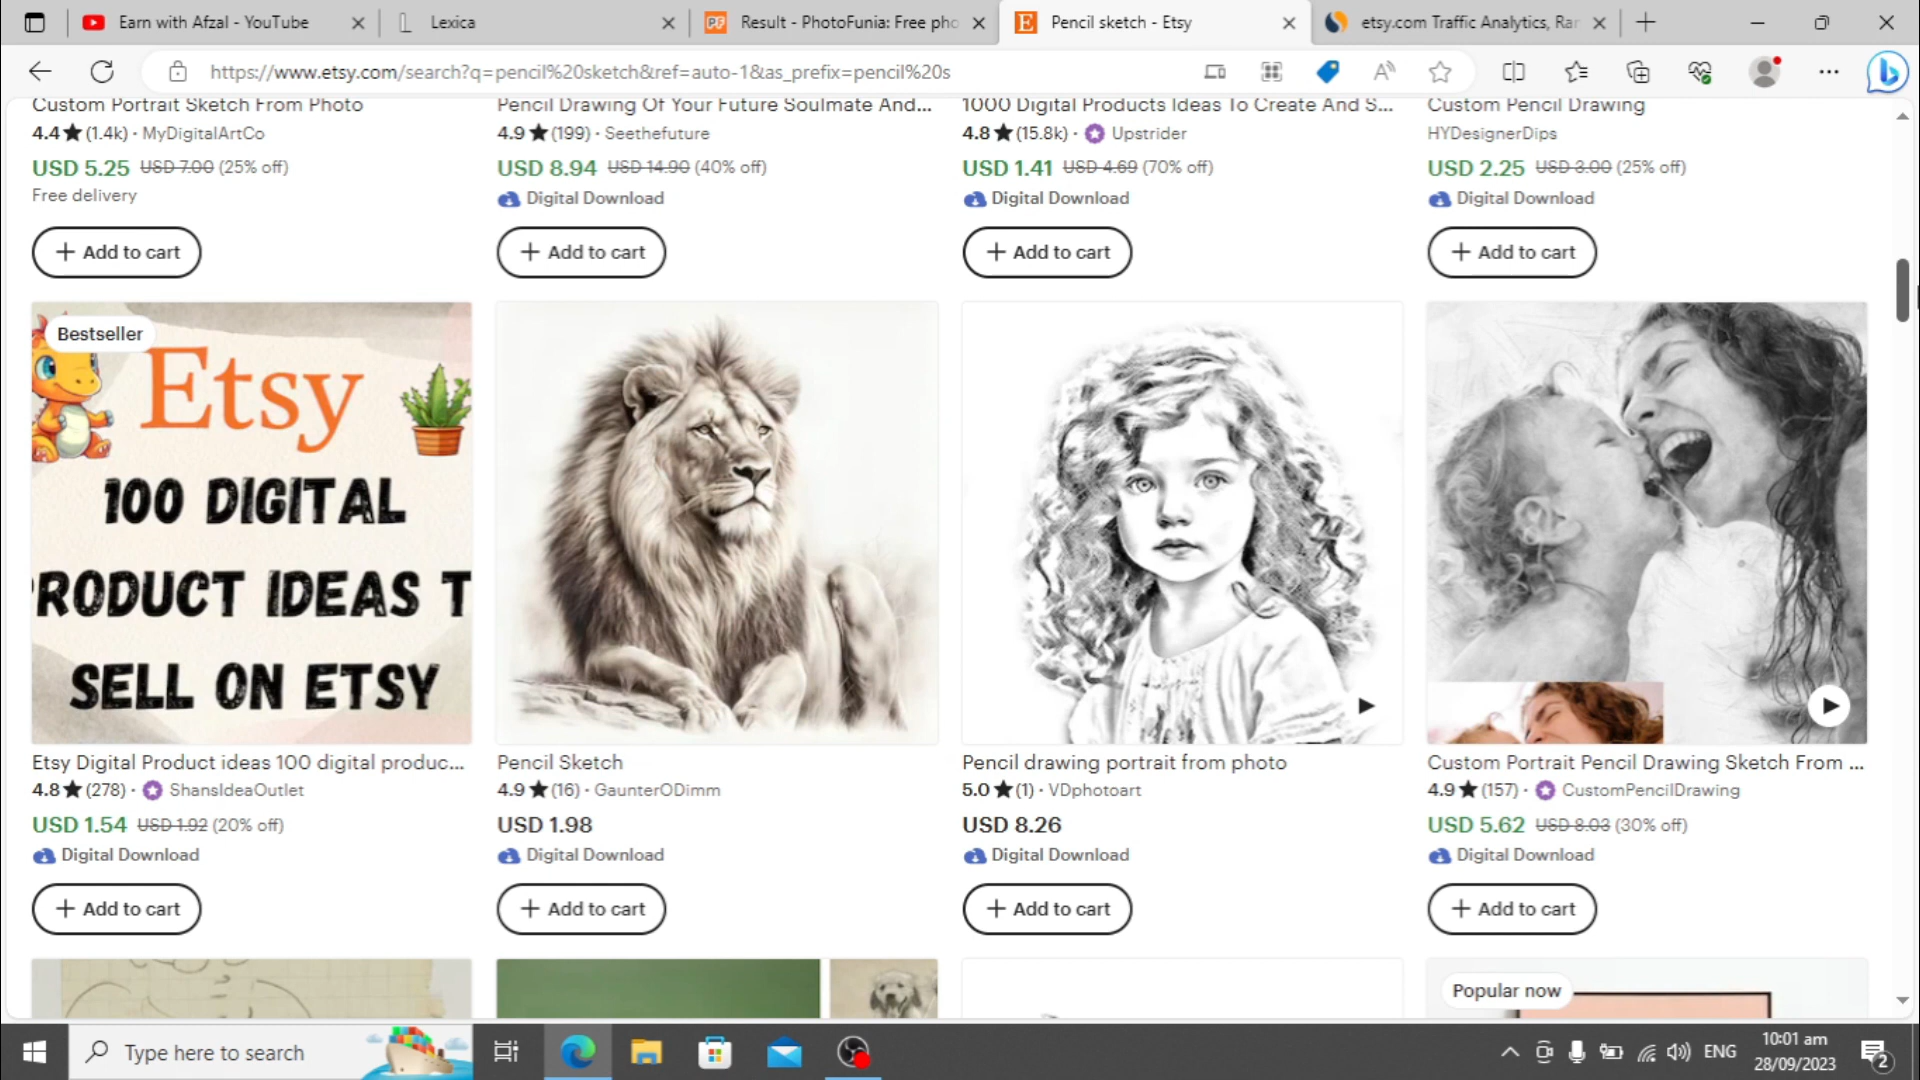 Earn with Afzal - YouTube
Lexica
PF
Result - PhotoFunia: Free pho
E
Pencil sketch - Etsy
etsy.com Traffic Analytics, Ran
https://www.etsy.com/search?q=pencil%20sketch&ref=auto-1&as_prefix=pencil%20s
Custom Portrait Sketch From Photo
4.4★(1.4k) · MyDigitalArtCo
USD 5.25 USD 7.00 (25% off)
Free delivery
+ Add to cart
Pencil Drawing Of Your Future Soulmate And...
4.9★(199) · Seethefuture
USD 8.94 USD 14.90 (40% off)
Digital Download
+ Add to cart
1000 Digital Products Ideas To Create And S...
4.8★(15.8k) · Upstrider
USD 1.41 USD 4.69 (70% off)
Digital Download
+ Add to cart
Custom Pencil Drawing
HYDesignerDips
USD 2.25 USD 3.00 (25% off)
Digital Download
+ Add to cart
Bestseller
Etsy
100 DIGITAL
PRODUCT IDEAS T
SELL ON ETSY
Etsy Digital Product ideas 100 digital produc...
4.8★(278) · ShansIdeaOutlet
USD 1.54 USD 1.92 (20% off)
Digital Download
+ Add to cart
Pencil Sketch
4.9★(16) · GaunterODimm
USD 1.98
Digital Download
+ Add to cart
Pencil drawing portrait from photo
5.0★(1) · VDphotoart
USD 8.26
Digital Download
+ Add to cart
Custom Portrait Pencil Drawing Sketch From ...
4.9★(157) · CustomPencilDrawing
USD 5.62 USD 8.03 (30% off)
Digital Download
+ Add to cart
Popular now
Type here to search
ENG
10:01 am
28/09/2023
2